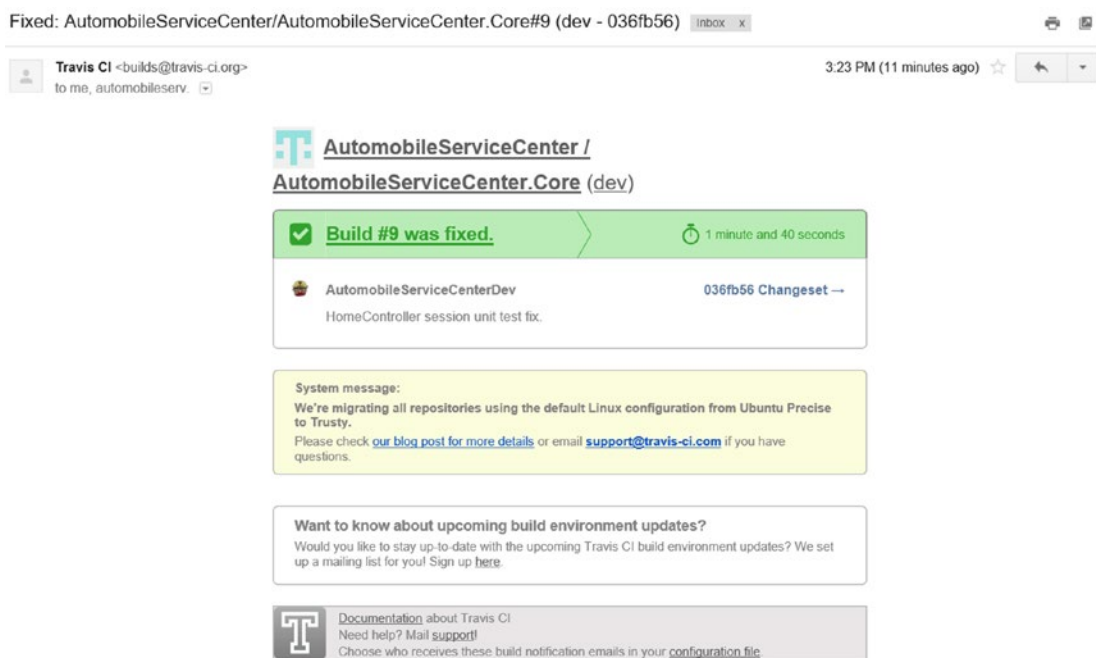 Fixed: AutomobileServiceCenter/AutomobileServiceCenter.Core#9 (dev - 036fb56) Inbox x
Travis CI <builds@travis-ci.org>
3:23 PM (11 minutes ago)
to me, automobileserv.
AutomobileServiceCenter /
AutomobileServiceCenter.Core (dev)
Build #9 was fixed.
1 minute and 40 seconds
AutomobileServiceCenterDev
036fb56 Changeset →
HomeController session unit test fix.
System message:
We're migrating all repositories using the default Linux configuration from Ubuntu Precise
to Trusty.
Please check our blog post for more details or email support@travis-ci.com if you have
questions.
Want to know about upcoming build environment updates?
Would you like to stay up-to-date with the upcoming Travis CI build environment updates? We set
up a mailing list for you! Sign up here.
Documentation about Travis CI
Need help? Mail support!
Choose who receives these build notification emails in your configuration file.